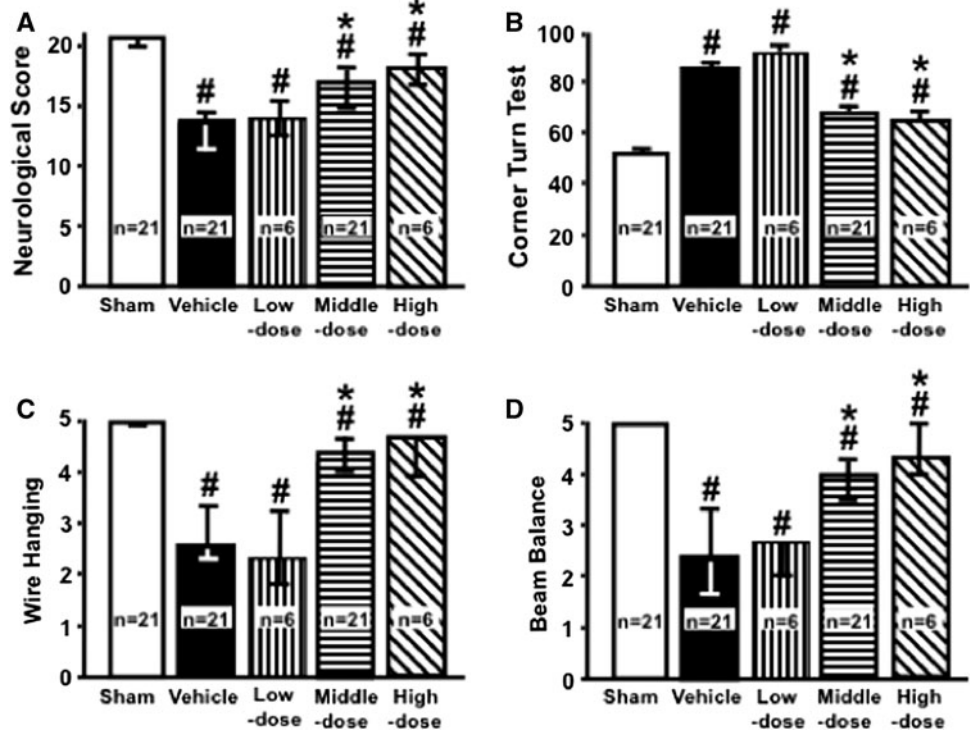 A
Neurological Score
20
15
10
5
0
* *
# # # #
n=21 n=21 n=6 n=21 n=6
Sham Vehicle Low Middle High
-dose -dose -dose
B
Corner Turn Test
100
80
60
40
20
0
# # * *
# #
n=21 n=21 n=6 n=21 n=6
Sham Vehicle Low Middle High
-dose -dose -dose
C
Wire Hanging
5
4
3
2
1
0
* *
# # # #
n=21 n=21 n=6 n=21 n=6
Sham Vehicle Low Middle High
-dose -dose -dose
D
Beam Balance
5
4
3
2
1
0
* *
# # # #
n=21 n=21 n=6 n=21 n=6
Sham Vehicle Low Middle High
-dose -dose -dose